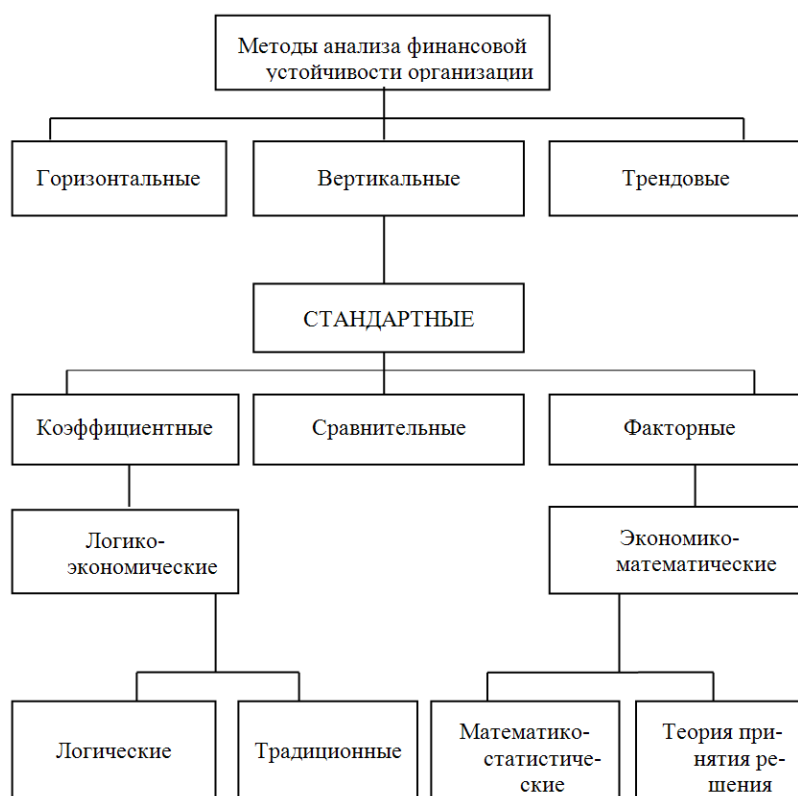 Методы анализа финансовой
устойчивости организации
Горизонтальные
Вертикальные
Трендовые
СТАНДАРТНЫЕ
Коэффициентные
Сравнительные
Факторные
Логико-
экономические
Экономико-
математические
Логические
Традиционные
Математико-
статистиче-
ские
Теория при-
нятия ре-
шения